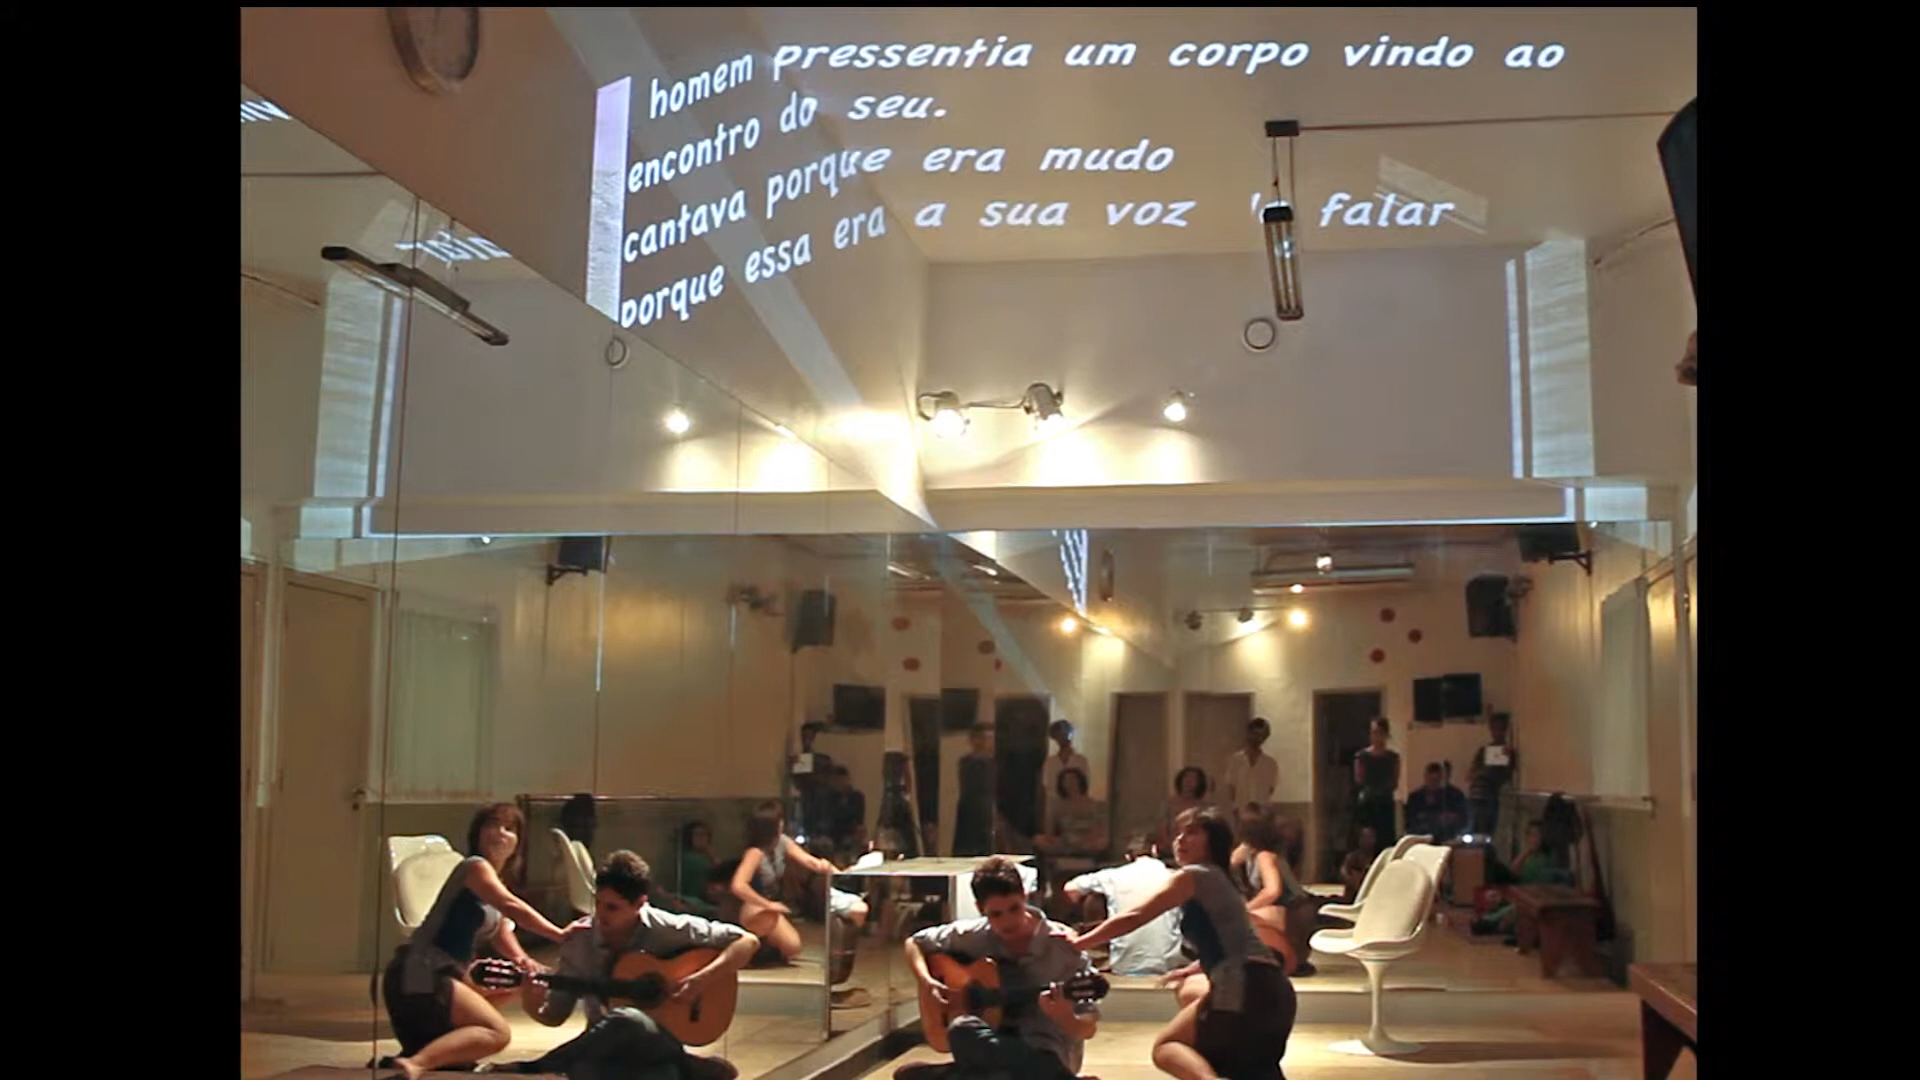 homem pressentia um corpo vindo ao
encontro do seu.
cantava porque era mudo
porque essa era a sua voz falar